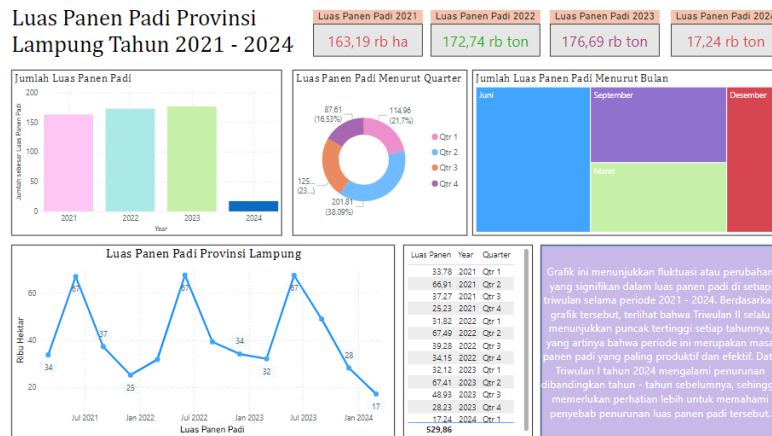 Luas Panen Padi Provinsi
Lampung Tahun 2021 - 2024
Luas Panen Padi 2021
163,19 rb ha
Luas Panen Padi 2022
172,74 rb ton
Luas Panen Padi 2023
176,69 rb ton
Luas Panen Padi 2024
17,24 rb ton
Jumlah Luas Panen Padi
Jumlah sebesar Luas Panen Padi
200
150
100
50
0
2021
2022
2023
2024
Year
Luas Panen Padi Menurut Quarter
87.61
(16,53%)
114.96
(21,7%)
125...
(23...)
201,81
(38,09%)
Qtr 1
Qtr 2
Qtr 3
Qtr 4
Jumlah Luas Panen Padi Menurut Bulan
Juni
September
Desember
Maret
Luas Panen Padi Provinsi Lampung
Ribu Hektar
60
40
20
34
67
37
25
67
34
32
67
28
17
Jul 2021
Jan 2022
Jul 2022
Jan 2023
Jul 2023
Jan 2024
Luas Panen Padi
Luas Panen Year Quarter
33.78 2021 Qtr 1
66.91 2021 Qtr 2
37.27 2021 Qtr 3
25,23 2021 Qtr 4
31.82 2022 Qtr 1
67,49 2022 Qtr 2
39.28 2022 Qtr 3
34,15 2022 Qtr 4
32.12 2023 Qtr 1
67.41 2023 Qtr 2
48.93 2023 Qtr 3
28.23 2023 Qtr 4
17.24 2024 Qtr 1
529,86
Grafik ini menunjukkan fluktuasi atau perubahan
yang signifikan dalam luas panen padi di setiap
triwulan selama periode 2021 - 2024. Berdasarkan
grafik tersebut, terlihat bahwa Triwulan II selalu
menunjukkan puncak tertinggi setiap tahunnya,
yang artinya bahwa periode ini merupakan masa
panen padi yang paling produktif dan efektif. Data
Triwulan I tahun 2024 mengalami penurunan
dibandingkan tahun - tahun sebelumnya, sehingga
memerlukan perhatian lebih untuk memahami
penyebab penurunan luas panen padi tersebut.